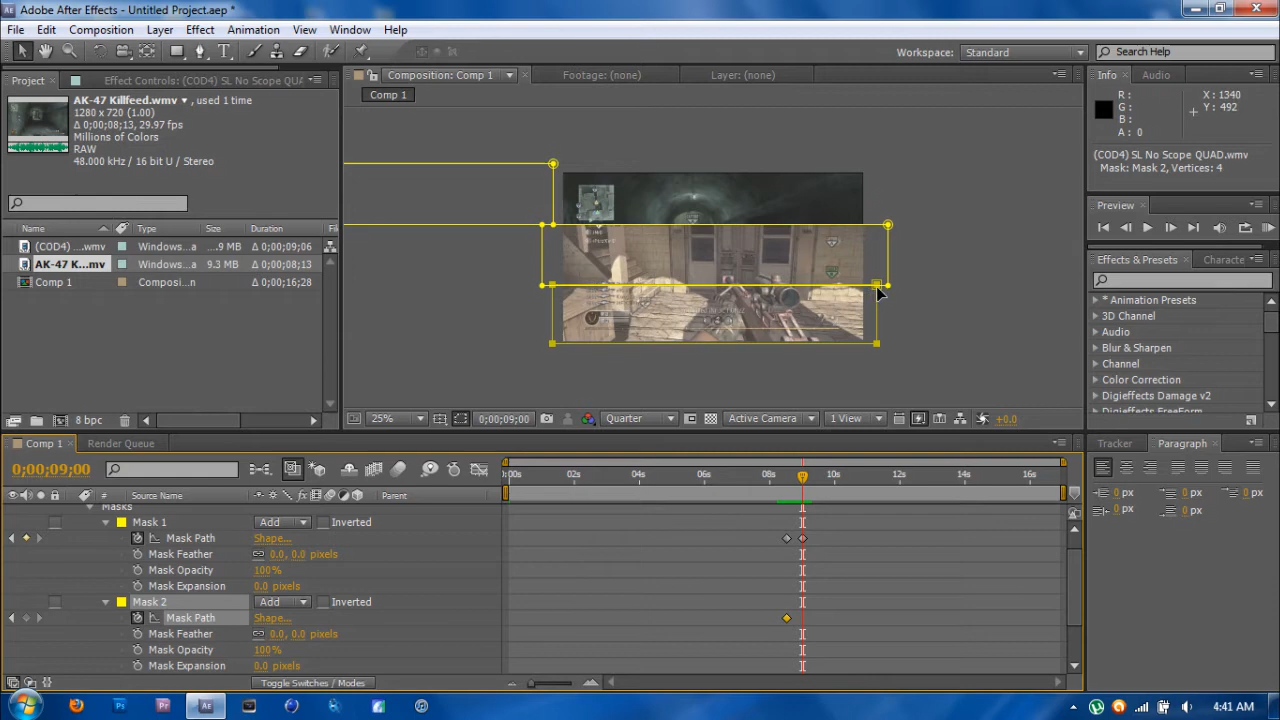 Adobe After Effects - Untitled Project.aep *
File Edit Composition Layer Effect Animation View Window Help
Workspace: Standard Search Help
Project Effect Controls: (COD4) SL No Scope QUA
AK-47 Killfeed.wmv , used 1 time
1280 x 720 (1.00)
Δ 0;00;08;13, 29.97 fps
Millions of Colors
RAW
48.000 kHz / 16 bit U / Stereo
Name Type Size Duration Fil
(COD4) ....wmv Windows...a ....9 MB Δ 0;00;09;06
AK-47 K...mv Windows...a 9.3 MB Δ 0;00;08;13
Comp 1 Composi...n Δ 0;00;16;28
8 bpc
Composition: Comp 1 Footage: (none) Layer: (none)
Comp 1
25% 0;00;09;00 Quarter Active Camera 1 View +0.0
Info Audio
R : X : 1340
G : Y : 492
B :
A : 0
(COD4) SL No Scope QUAD.wmv
Mask: Mask 2, Vertices: 4
Preview
Effects & Presets Characte
* Animation Presets
3D Channel
Audio
Blur & Sharpen
Channel
Color Correction
Digieffects Damage v2
Digieffects FreeForm
Tracker Paragraph
0 px 0 px 0 px
0 px 0 px
Comp 1 Render Queue
0;00;09;00
:00s 02s 04s 06s 08s 10s 12s 14s 16s
# Source Name Parent
Masks
Mask 1 Add Inverted
Mask Path Shape...
Mask Feather 0.0, 0.0 pixels
Mask Opacity 100%
Mask Expansion 0.0 pixels
Mask 2 Add Inverted
Mask Path Shape...
Mask Feather 0.0, 0.0 pixels
Mask Opacity 100%
Mask Expansion 0.0 pixels
Toggle Switches / Modes
Ps Pr Ae 4:41 AM